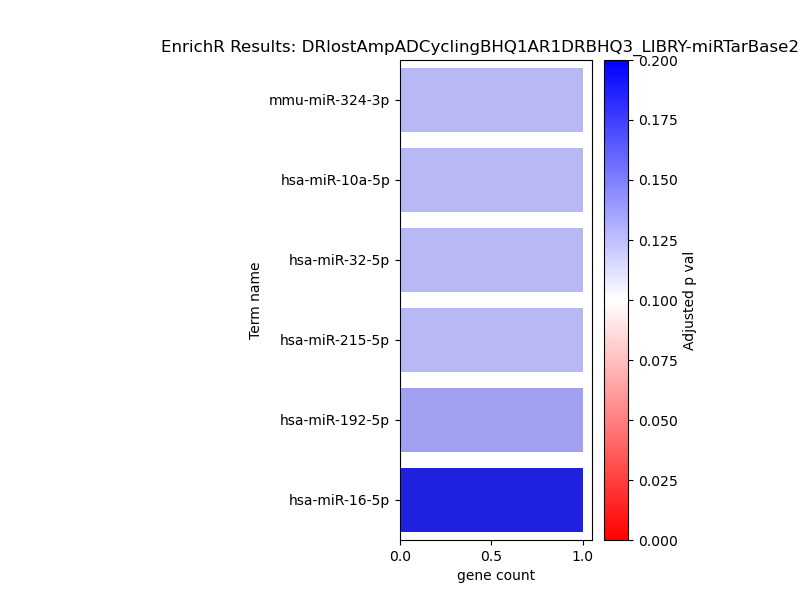 EnrichR Results: DRlostAmpADCyclingBHQ1AR1DRBHQ3_LIBRY-miRTarBase2
mmu-miR-324-3p
hsa-miR-10a-5p
hsa-miR-32-5p
hsa-miR-215-5p
hsa-miR-192-5p
hsa-miR-16-5p
Term name
0.0 0.5 1.0
gene count
0.200
0.175
0.150
0.125
0.100
0.075
0.050
0.025
0.000
Adjusted p val